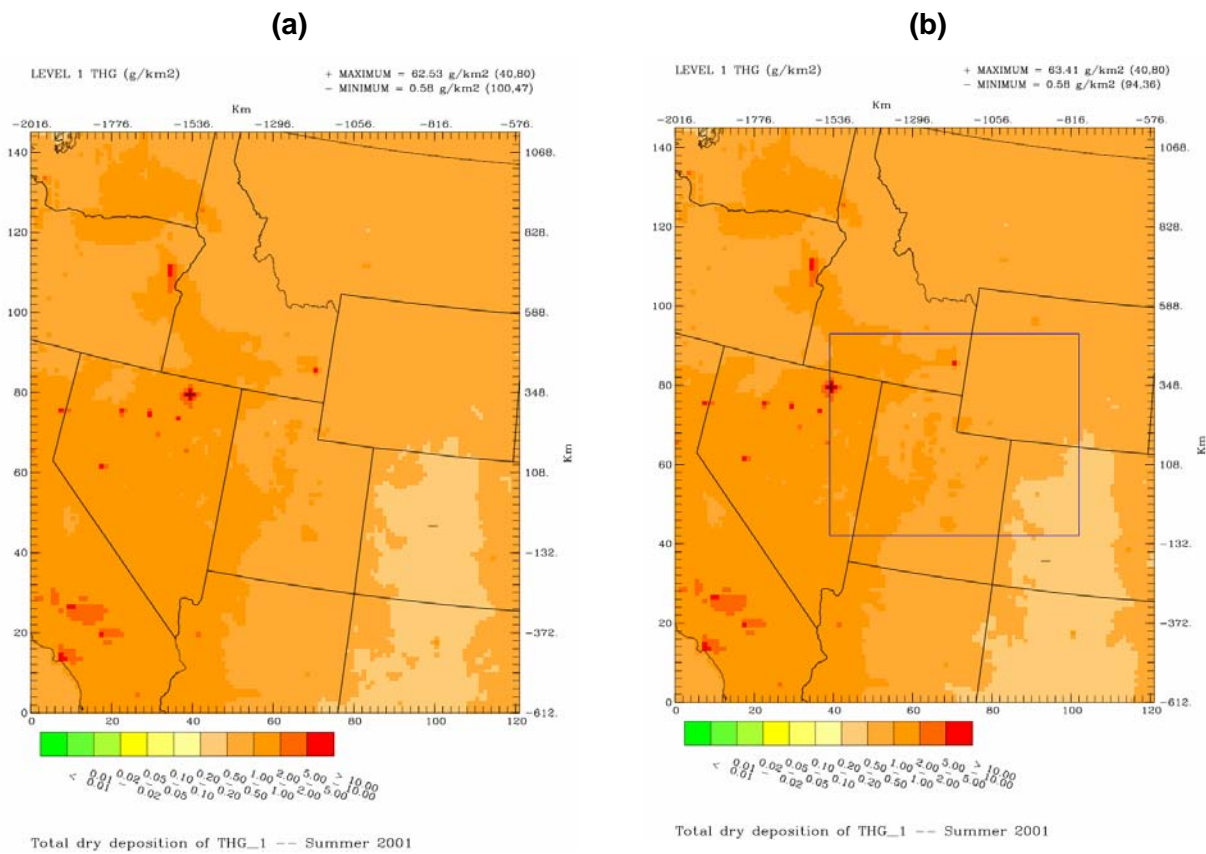 (a)
LEVEL 1 THG (g/km2)
+ MAXIMUM = 62.53 g/km2 (40,80)
− MINIMUM = 0.58 g/km2 (100,47)
Km
−2016. −1776. −1536. −1296. −1056. −816. −576.
140 1068.
120 828.
100 588.
80 348.
60 108.
Km
40 −132.
20 −372.
0 −612.
0 20 40 60 80 100 120
< 0.01
0.01 − 0.02
0.02 − 0.05
0.05 − 0.10
0.10 − 0.20
0.20 − 0.50
0.50 − 1.00
1.00 − 2.00
2.00 − 5.00
5.00 − 10.00
> 10.00
Total dry deposition of THG_1 −− Summer 2001
(b)
LEVEL 1 THG (g/km2)
+ MAXIMUM = 63.41 g/km2 (40,80)
− MINIMUM = 0.58 g/km2 (94,36)
Km
−2016. −1776. −1536. −1296. −1056. −816. −576.
140 1068.
120 828.
100 588.
80 348.
60 108.
Km
40 −132.
20 −372.
0 −612.
0 20 40 60 80 100 120
< 0.01
0.01 − 0.02
0.02 − 0.05
0.05 − 0.10
0.10 − 0.20
0.20 − 0.50
0.50 − 1.00
1.00 − 2.00
2.00 − 5.00
5.00 − 10.00
> 10.00
Total dry deposition of THG_1 −− Summer 2001